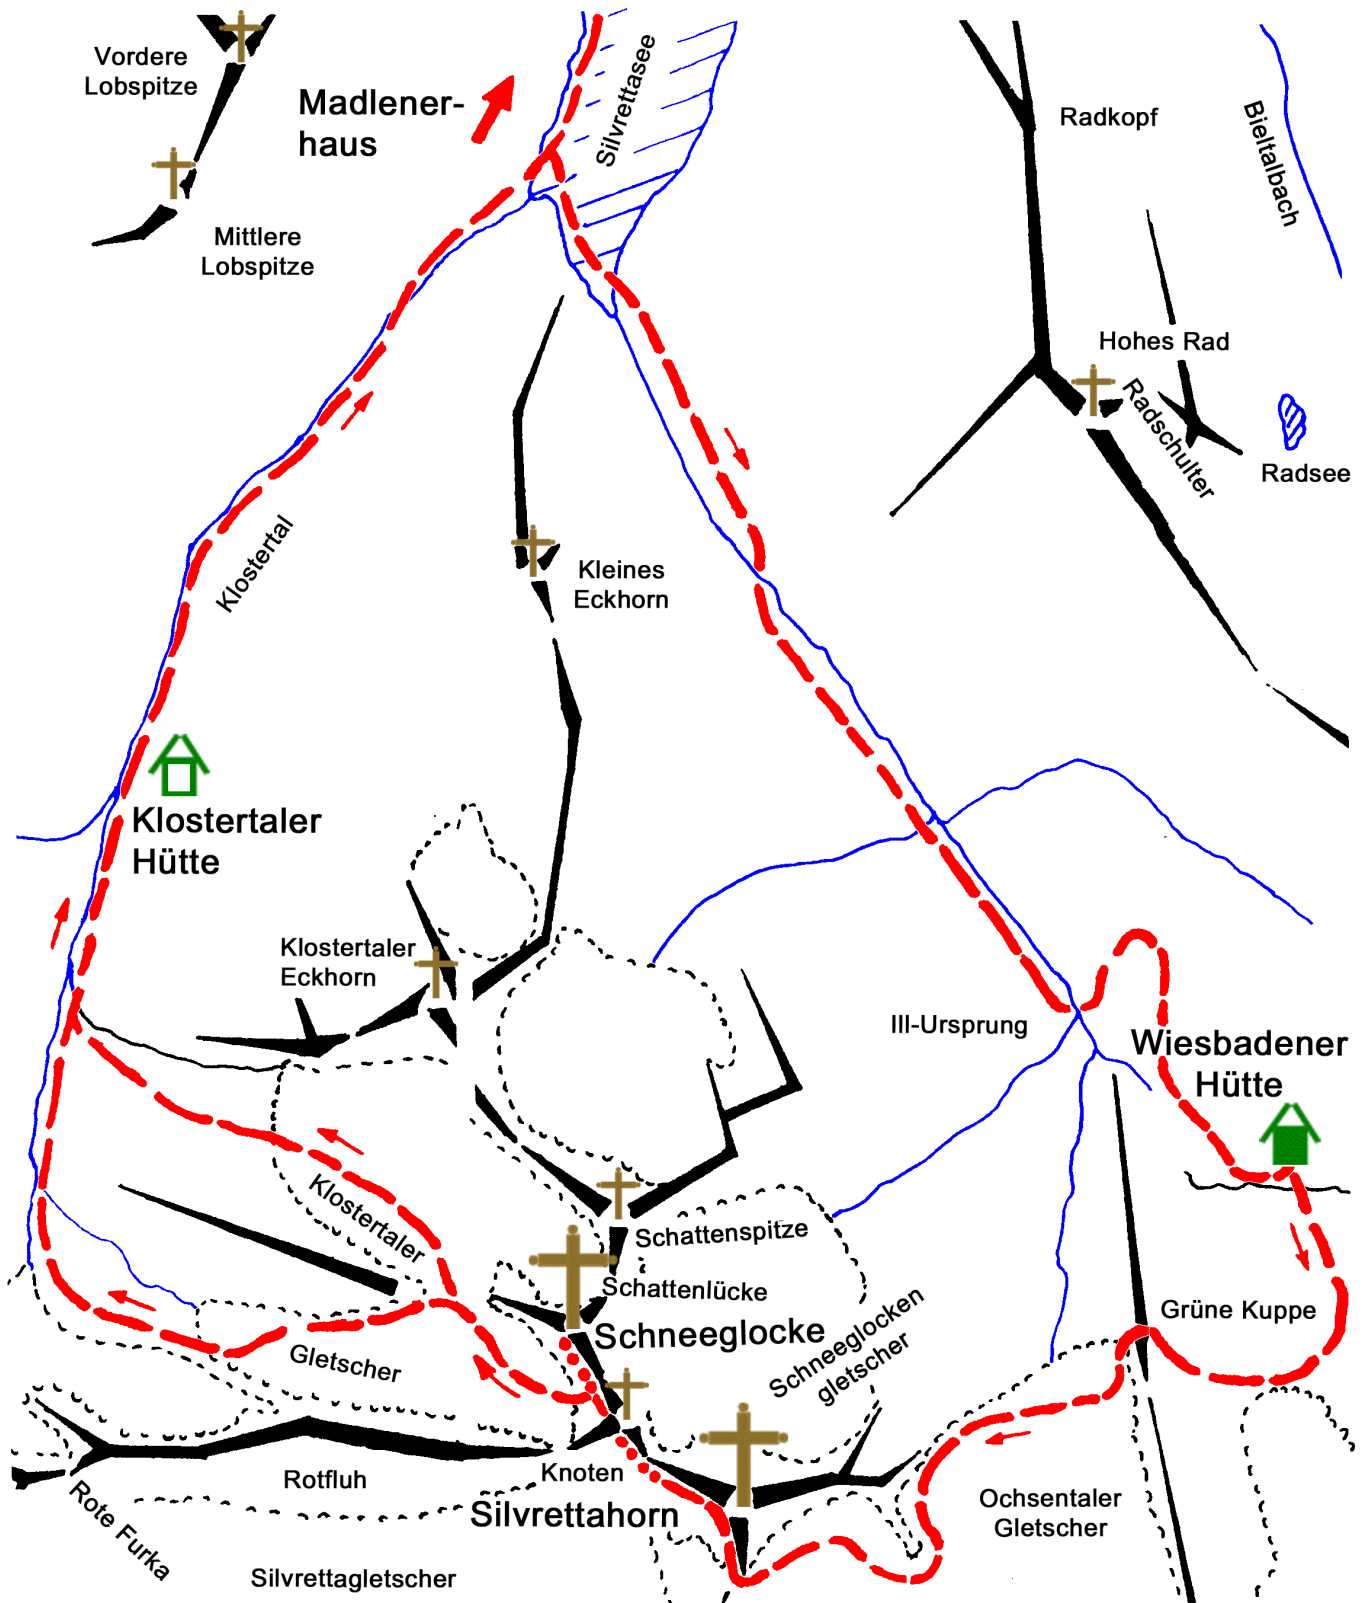 Vordere
Lobspitze
Madlener-
haus
Silvrettasee
Radkopf
Bieltalbach
Mittlere
Lobspitze
Hohes Rad
Radschulter
Radsee
Klostertal
Kleines
Eckhorn
Klostertaler
Hütte
Klostertaler
Eckhorn
Ill-Ursprung
Wiesbadener
Hütte
Klostertaler
Gletscher
Schattenspitze
Schattenlücke
Schneeglocke
Schneeglocken
gletscher
Grüne Kuppe
Rotfluh
Knoten
Silvrettahorn
Ochsentaler
Gletscher
Rote Furka
Silvrettagletscher